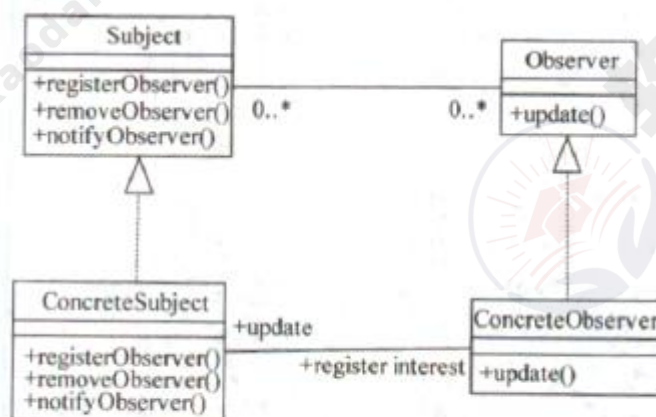 Subject
+registerObserver()
+removeObserver()
+notifyObserver()
0..*
0..*
Observer
+update()
ConcreteSubject
+registerObserver()
+removeObserver()
+notifyObserver()
+update
+register interest
ConcreteObserver
+update()